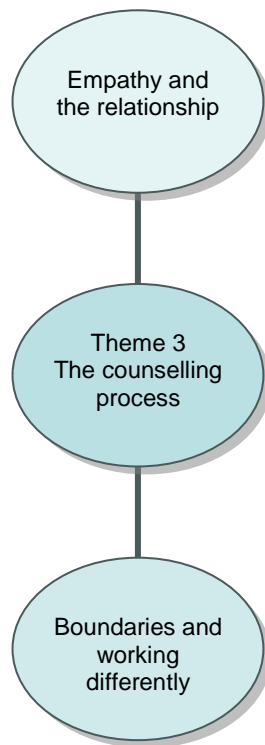 Empathy and
the relationship
Theme 3
The counselling
process
Boundaries and
working
differently